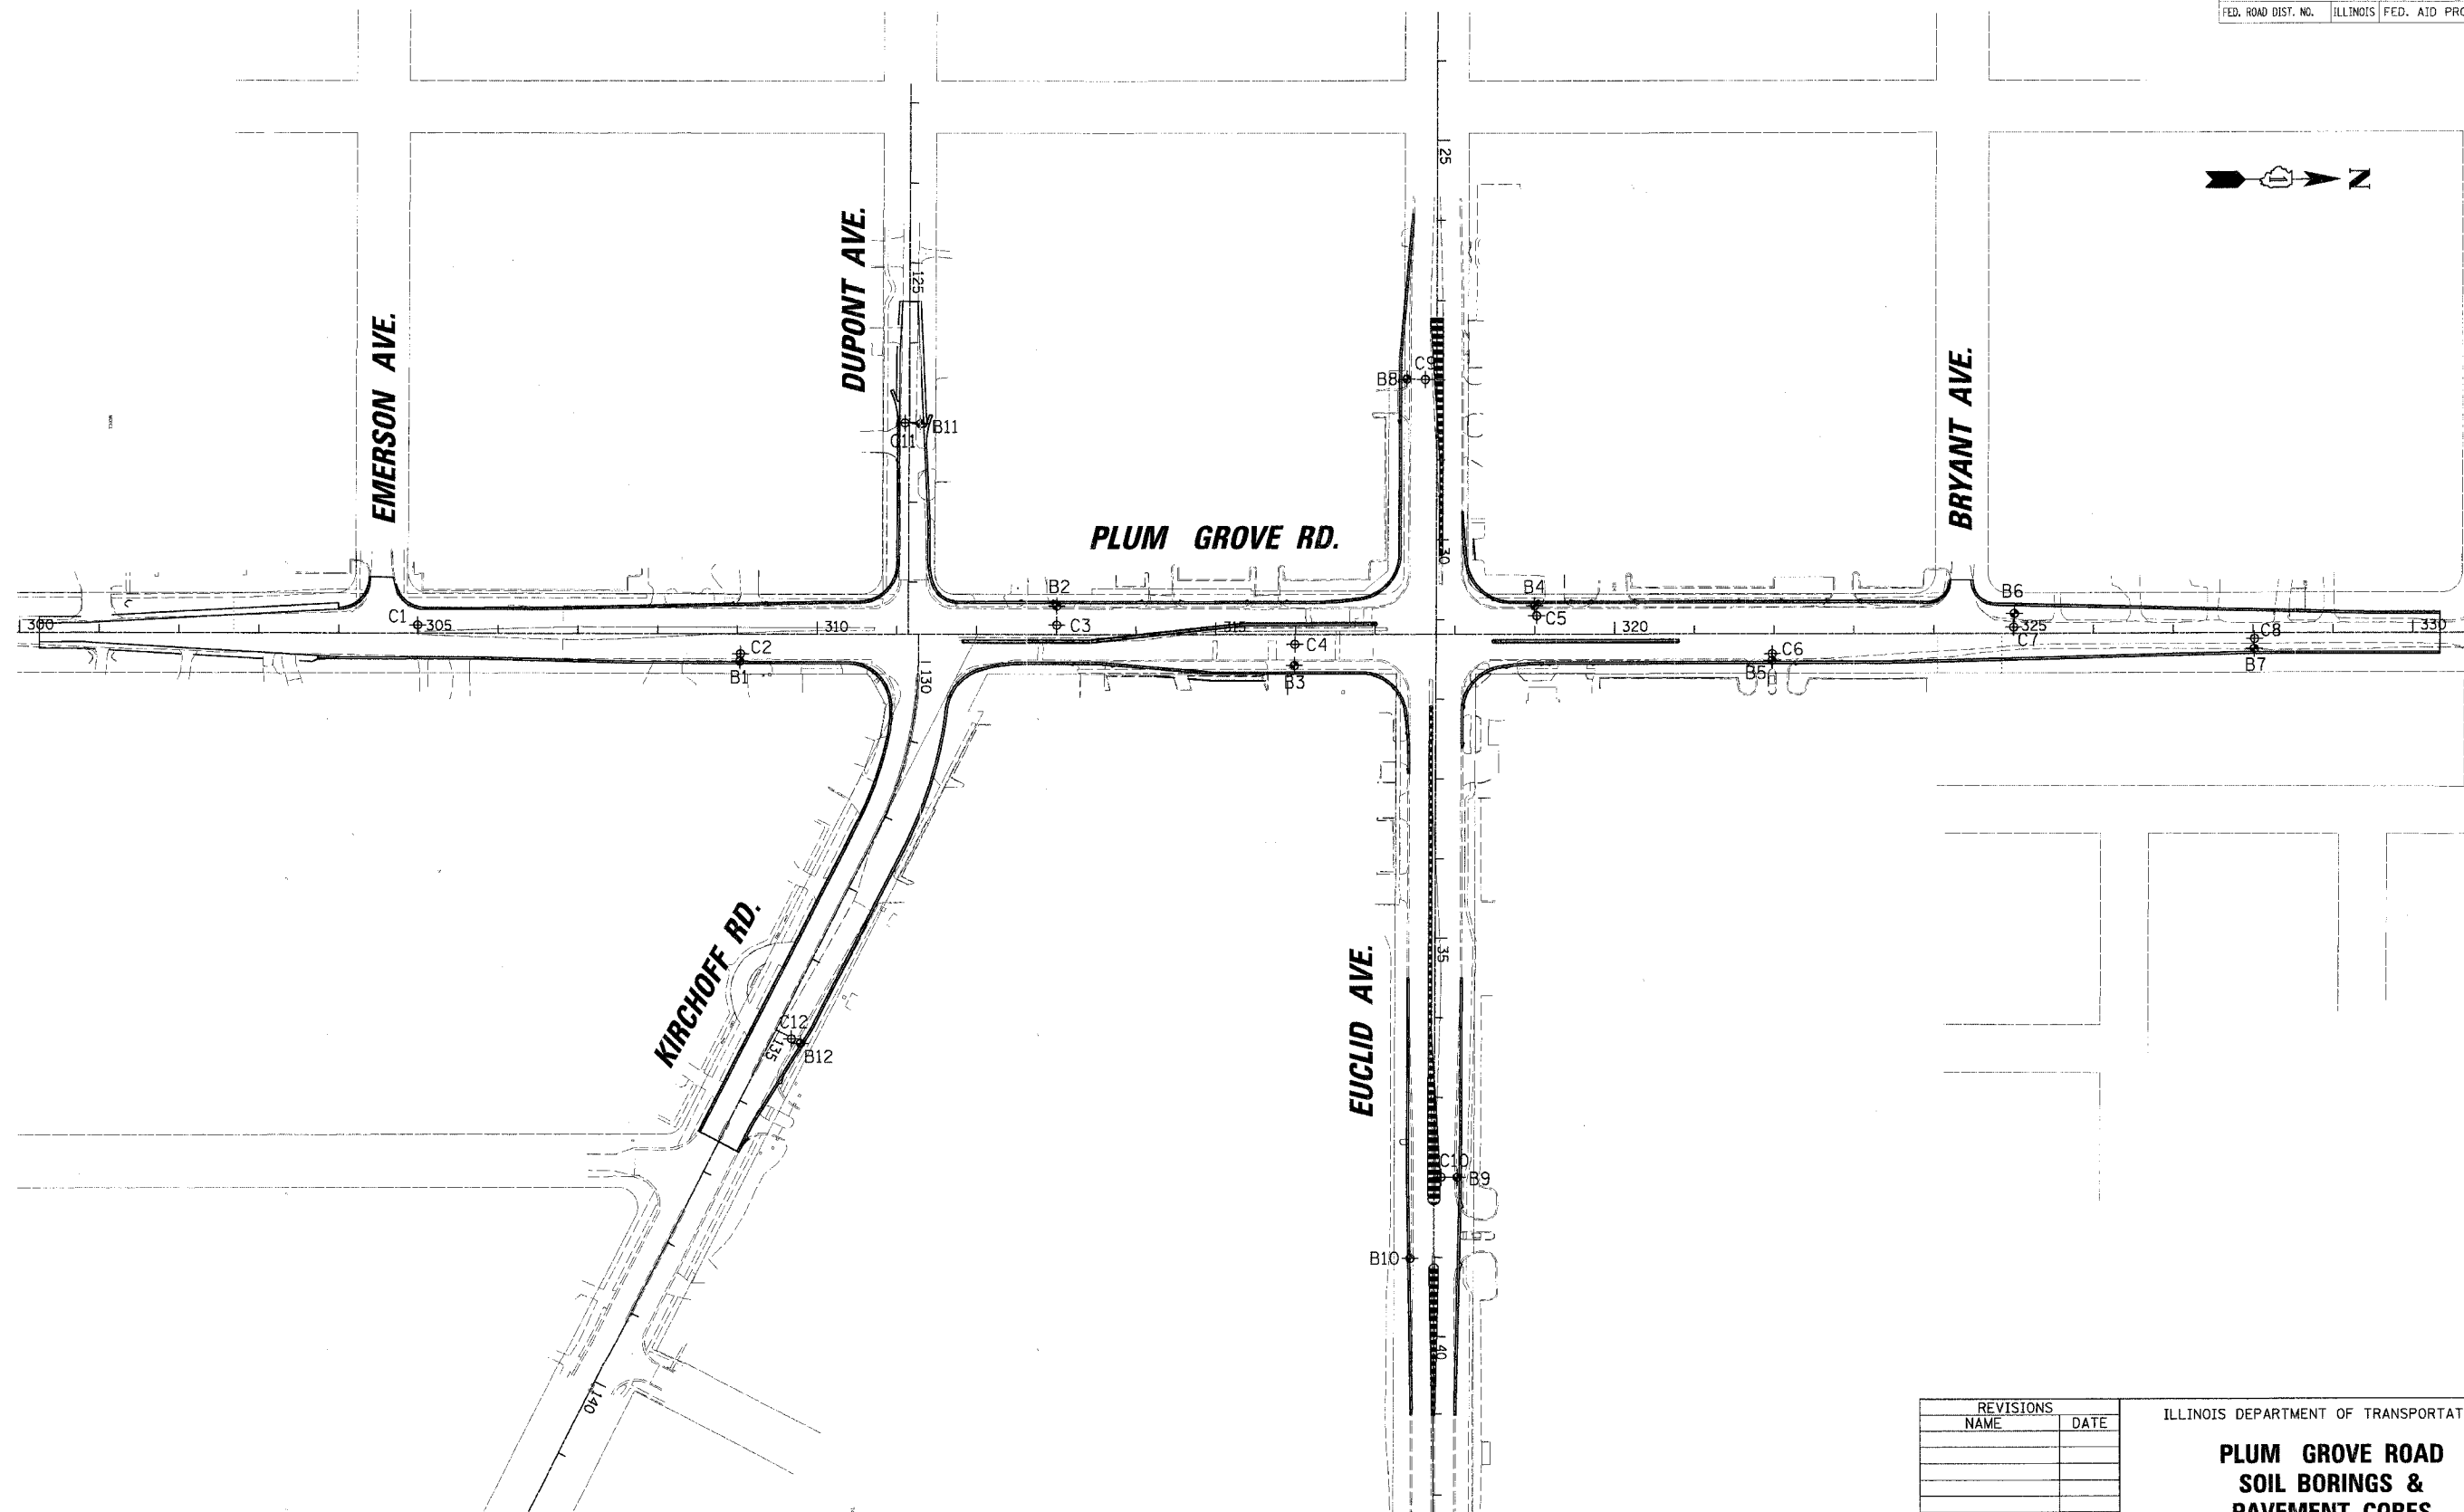 FED. ROAD DIST. NO. ILLINOIS FED. AID PRO
25
N
DUPONT AVE.
125
EMERSON AVE.
BRYANT AVE.
C9
B8
B11
C11
PLUM GROVE RD.
30
B2
B4
B6
C1
300
305
310
C3
315
C5
320
325
C7
C8
330
C2
C4
C6
B1
130
B3
B5
B7
KIRCHOFF RD.
EUCLID AVE.
35
C12
135
B12
C10
B9
B10
40
140
REVISIONS
NAME DATE
ILLINOIS DEPARTMENT OF TRANSPORTAT
PLUM GROVE ROAD
SOIL BORINGS &
PAVEMENT CORES